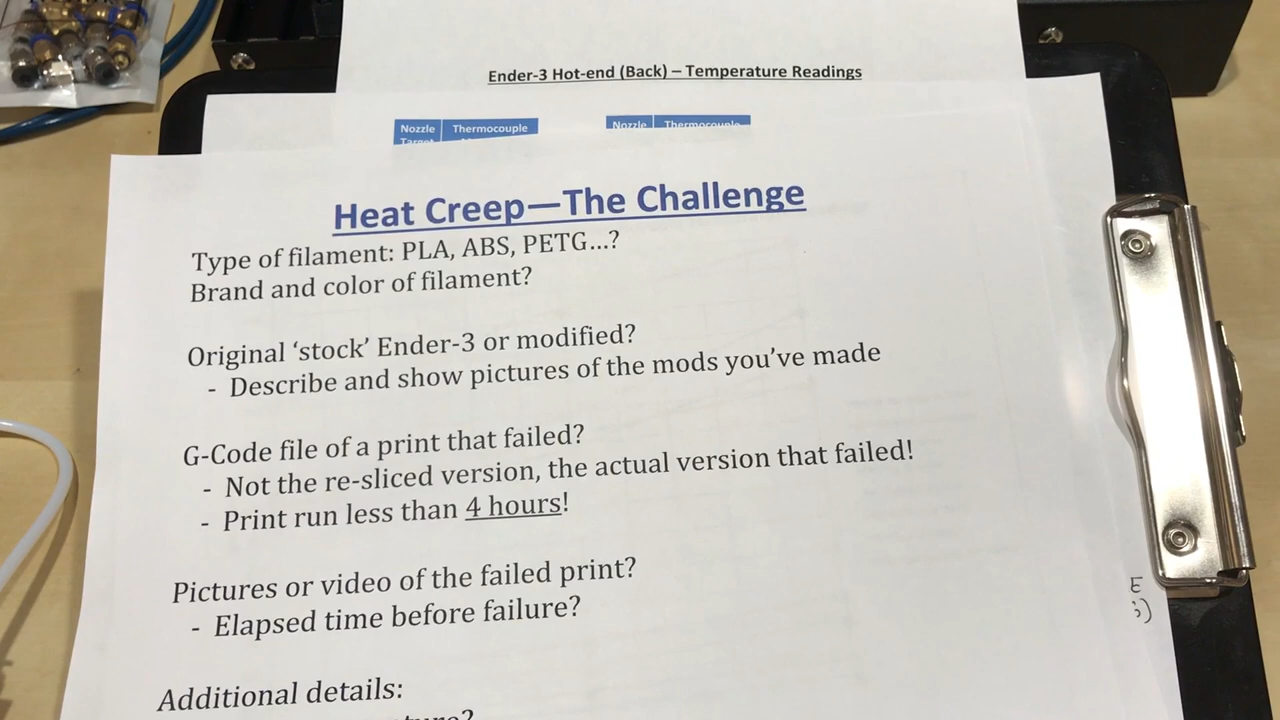 Ender-3 Hot-end (Back) – Temperature Readings
Nozzle Thermocouple
Nozzle Thermocouple
Target
Heat Creep—The Challenge
Type of filament: PLA, ABS, PETG...?
Brand and color of filament?
Original ‘stock’ Ender-3 or modified?
- Describe and show pictures of the mods you’ve made
G-Code file of a print that failed?
- Not the re-sliced version, the actual version that failed!
- Print run less than 4 hours!
Pictures or video of the failed print?
- Elapsed time before failure?
E
;)
Additional details: